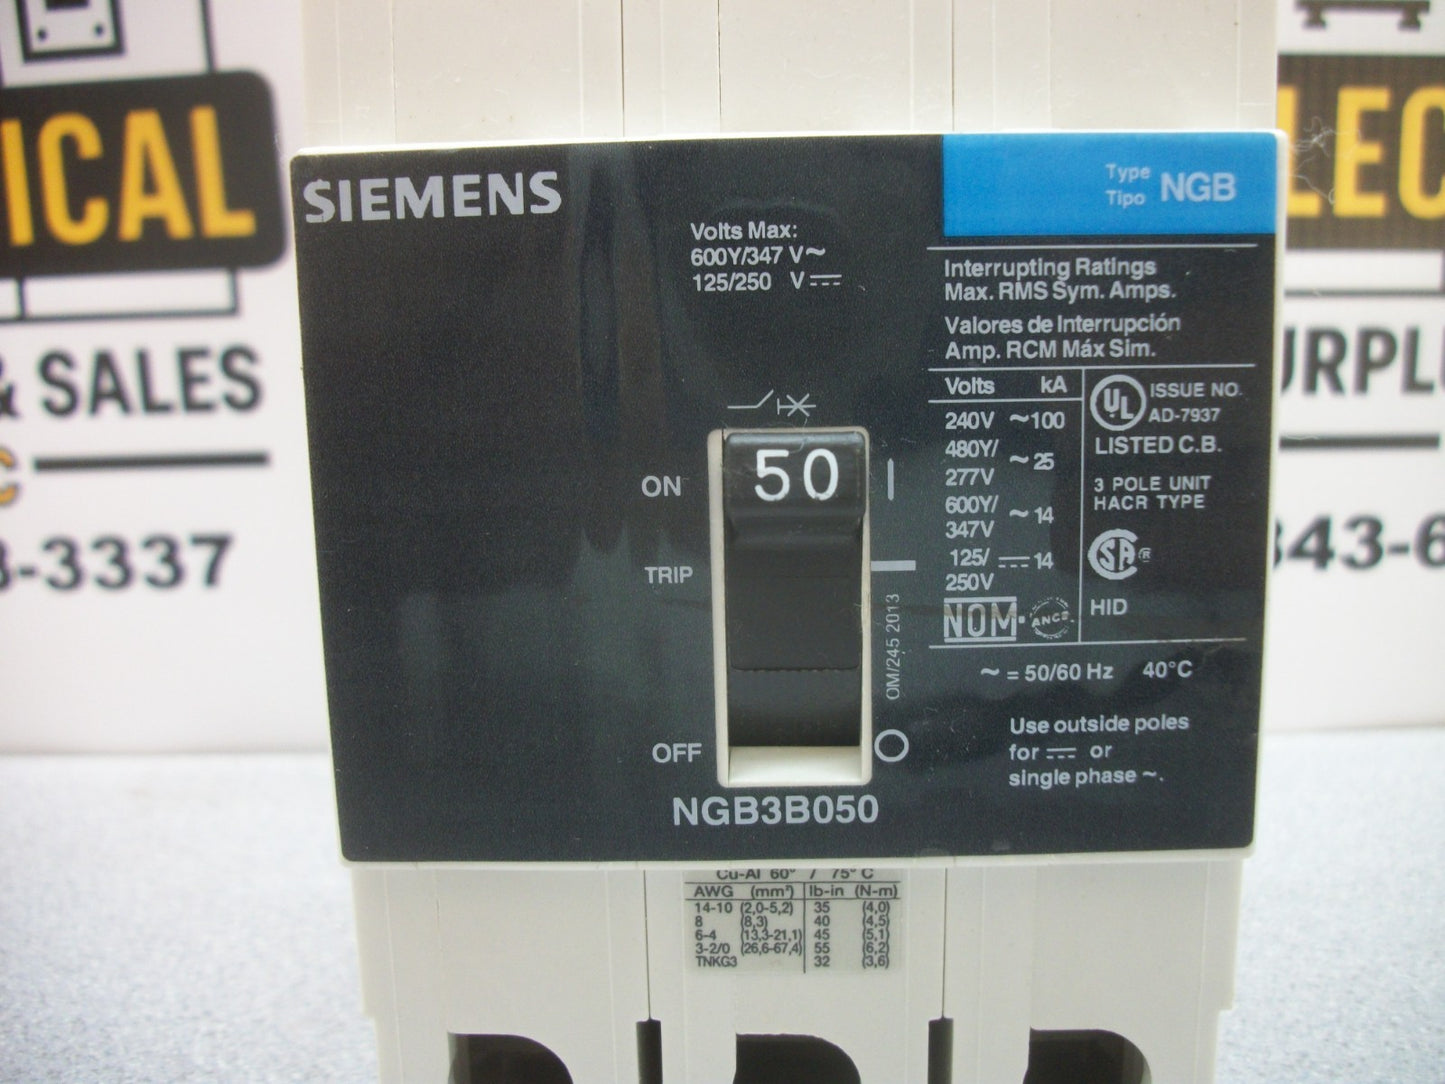 ICAL
& SALES
3-3337
LEC
URPL
343-6
SIEMENS
Type
Tipo NGB
Volts Max:
600Y/347 V~
125/250 V⎓
Interrupting Ratings
Max. RMS Sym. Amps.
Valores de Interrupción
Amp. RCM Máx Sim.
Volts kA
240V ~100
480Y/
277V ~25
600Y/
347V ~14
125/
250V ⎓14
NOM ANCE
UL ISSUE NO.
AD-7937
LISTED C.B.
3 POLE UNIT
HACR TYPE
CSA ®
HID
~ = 50/60 Hz 40°C
Use outside poles
for ⎓ or
single phase ~.
50
ON
TRIP
OFF
OM/245 2013
NGB3B050
Cu-Al 60° / 75° C
AWG (mm²) lb-in (N-m)
14-10 (2,0-5,2) 35 (4,0)
8 (8,3) 40 (4,5)
6-4 (13,3-21,1) 45 (5,1)
3-2/0 (26,6-67,4) 55 (6,2)
TNKG3 32 (3,6)